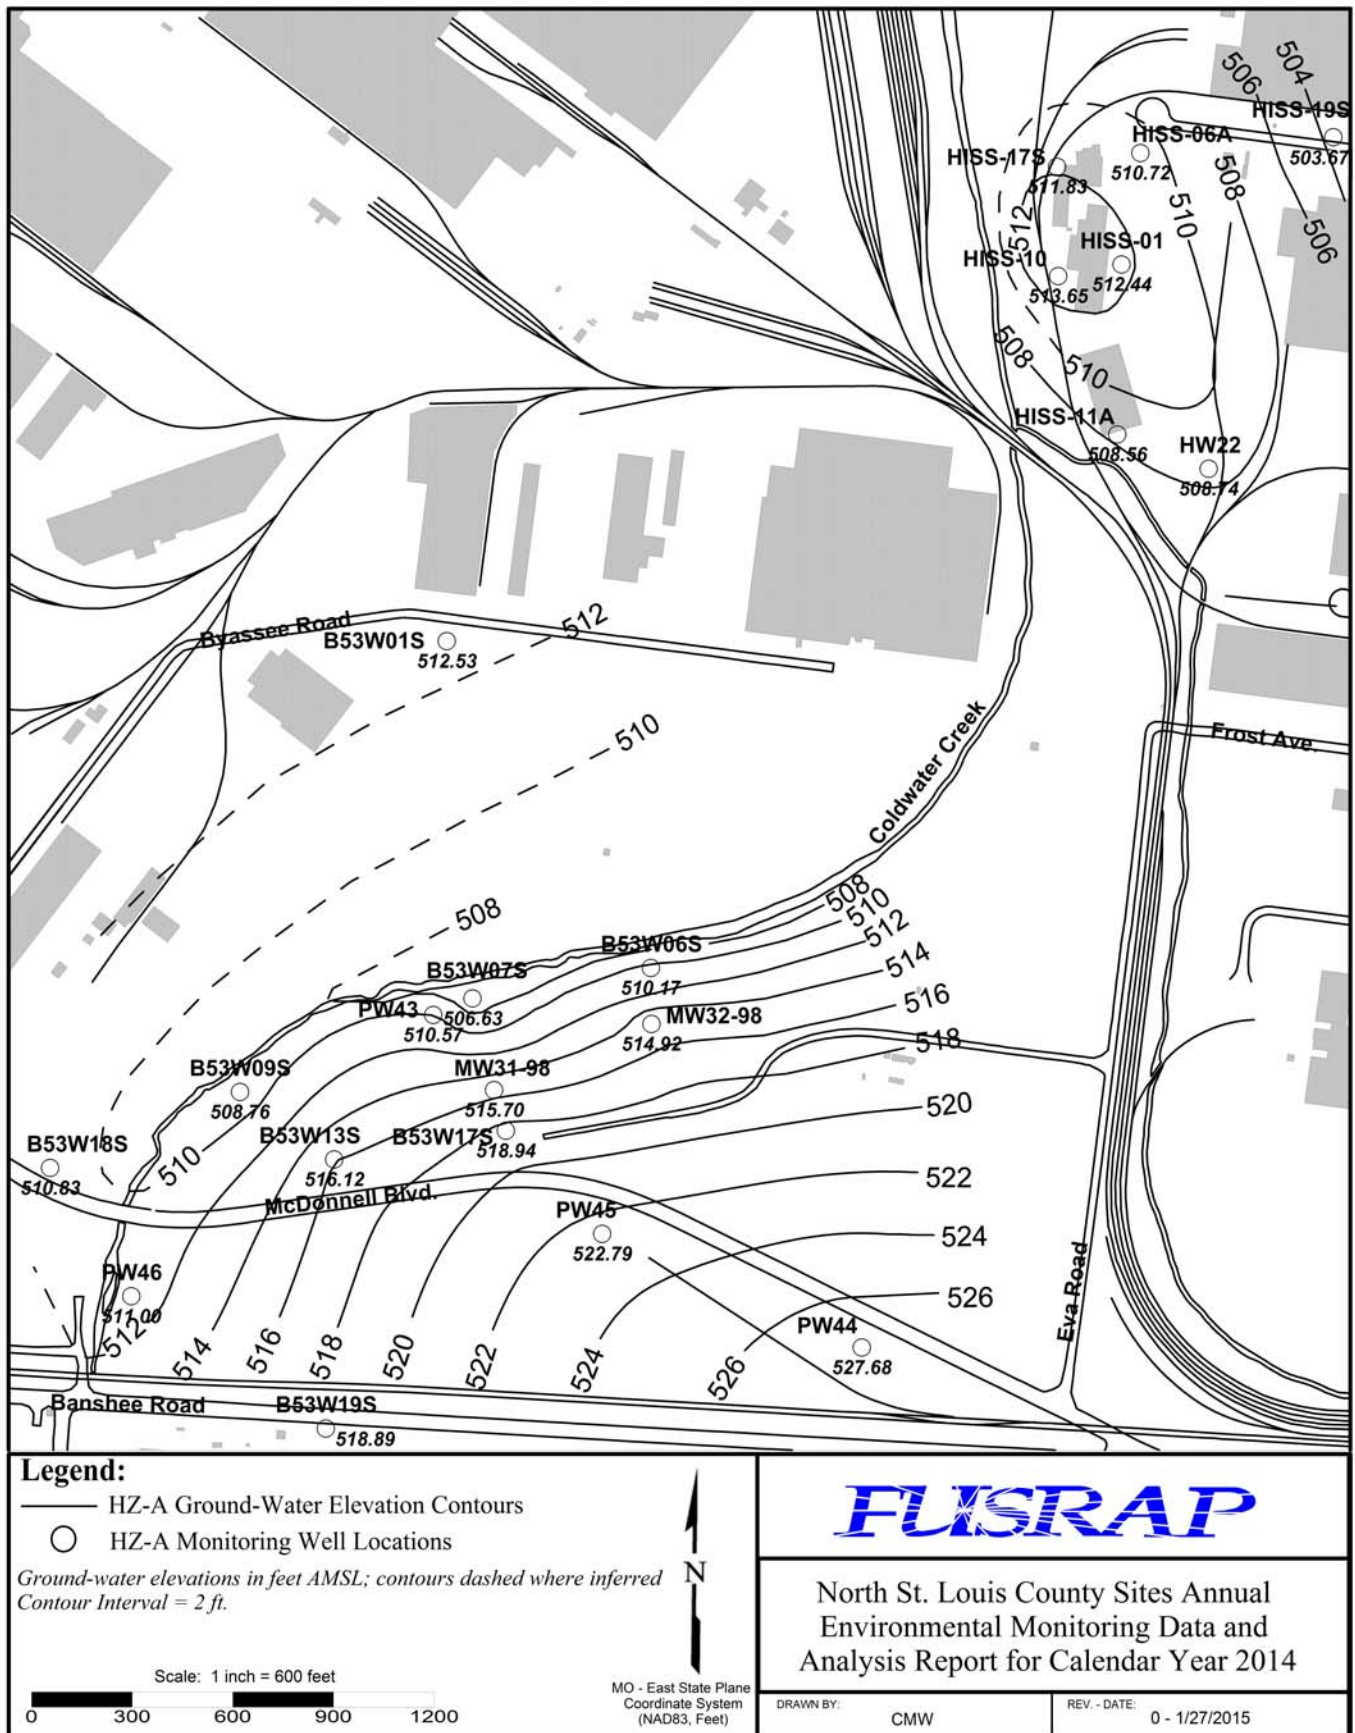 504
506
HISS-19S
503.67
HISS-06A
510.72
HISS-17S
511.83
508
510
506
512
HISS-01
512.44
HISS-10
513.65
508
510
HISS-11A
508.56
HW22
508.74
Byassee Road
B53W01S
512.53
512
510
Coldwater Creek
Frost Ave.
508
508
510
512
514
516
518
520
522
524
526
B53W06S
510.17
B53W07S
506.63
PW43
510.57
MW32-98
514.92
B53W09S
508.76
MW31-98
515.70
B53W13S
516.12
B53W17S
518.94
B53W18S
510.83
510
McDonnell Blvd.
PW45
522.79
PW46
511.00
Eva Road
PW44
527.68
512
514
516
518
520
522
524
526
Banshee Road
B53W19S
518.89
Legend:
HZ-A Ground-Water Elevation Contours
HZ-A Monitoring Well Locations
Ground-water elevations in feet AMSL; contours dashed where inferred
Contour Interval = 2 ft.
Scale: 1 inch = 600 feet
0 300 600 900 1200
N
MO - East State Plane
Coordinate System
(NAD83, Feet)
FUSRAP
North St. Louis County Sites Annual
Environmental Monitoring Data and
Analysis Report for Calendar Year 2014
DRAWN BY:
CMW
REV. - DATE:
0 - 1/27/2015